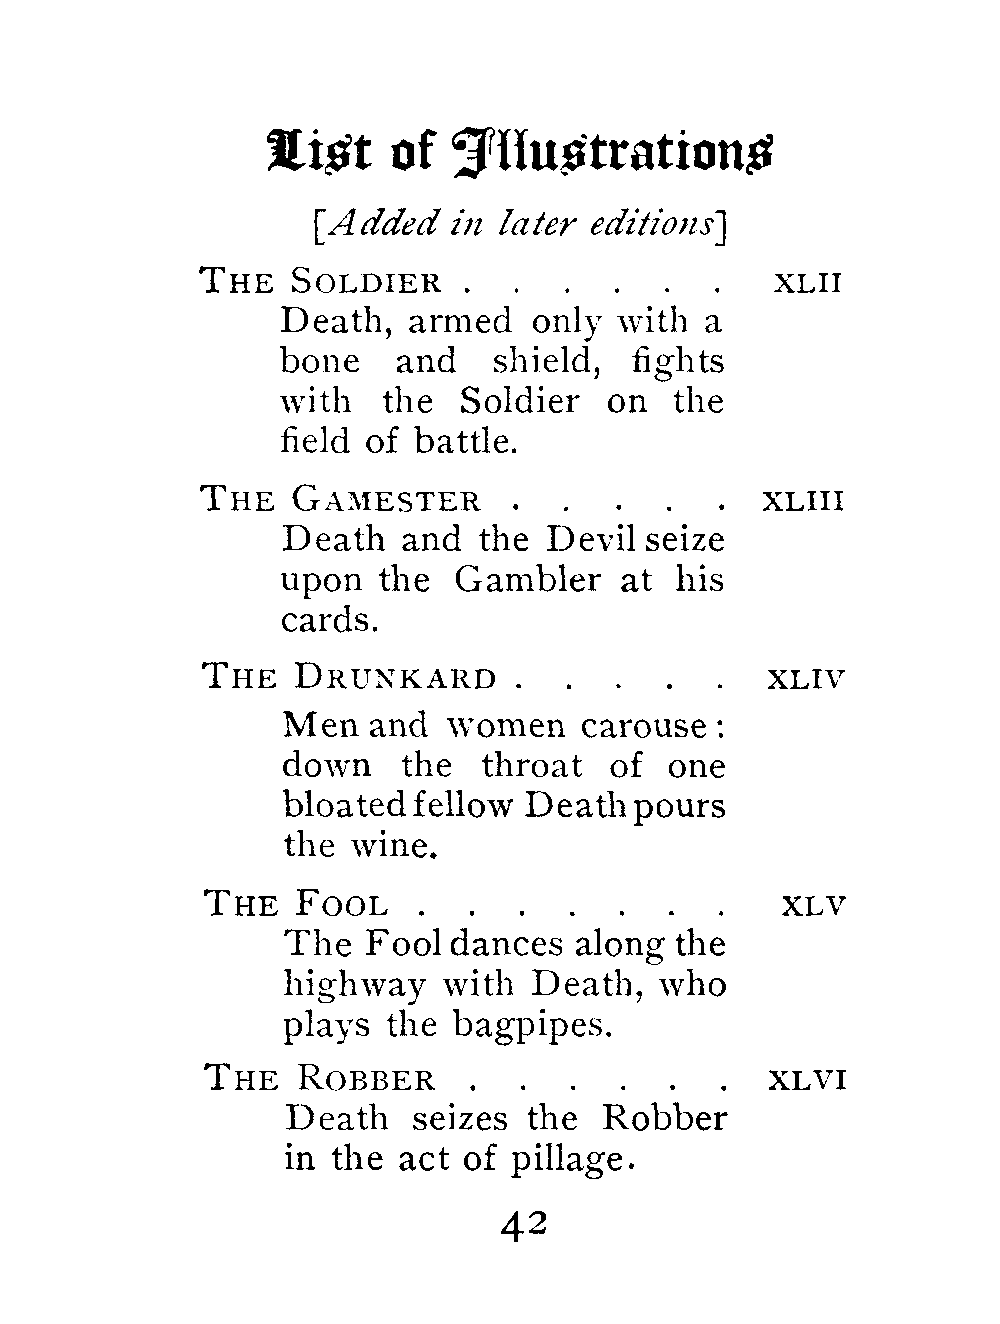 List of Illustrations
[Added in later editions]
The Soldier . . . . . . XLII
Death, armed only with a
bone and shield, fights
with the Soldier on the
field of battle.
The Gamester . . . . . XLIII
Death and the Devil seize
upon the Gambler at his
cards.
The Drunkard . . . . . XLIV
Men and women carouse:
down the throat of one
bloated fellow Death pours
the wine.
The Fool . . . . . . . XLV
The Fool dances along the
highway with Death, who
plays the bagpipes.
The Robber . . . . . . XLVI
Death seizes the Robber
in the act of pillage.
42